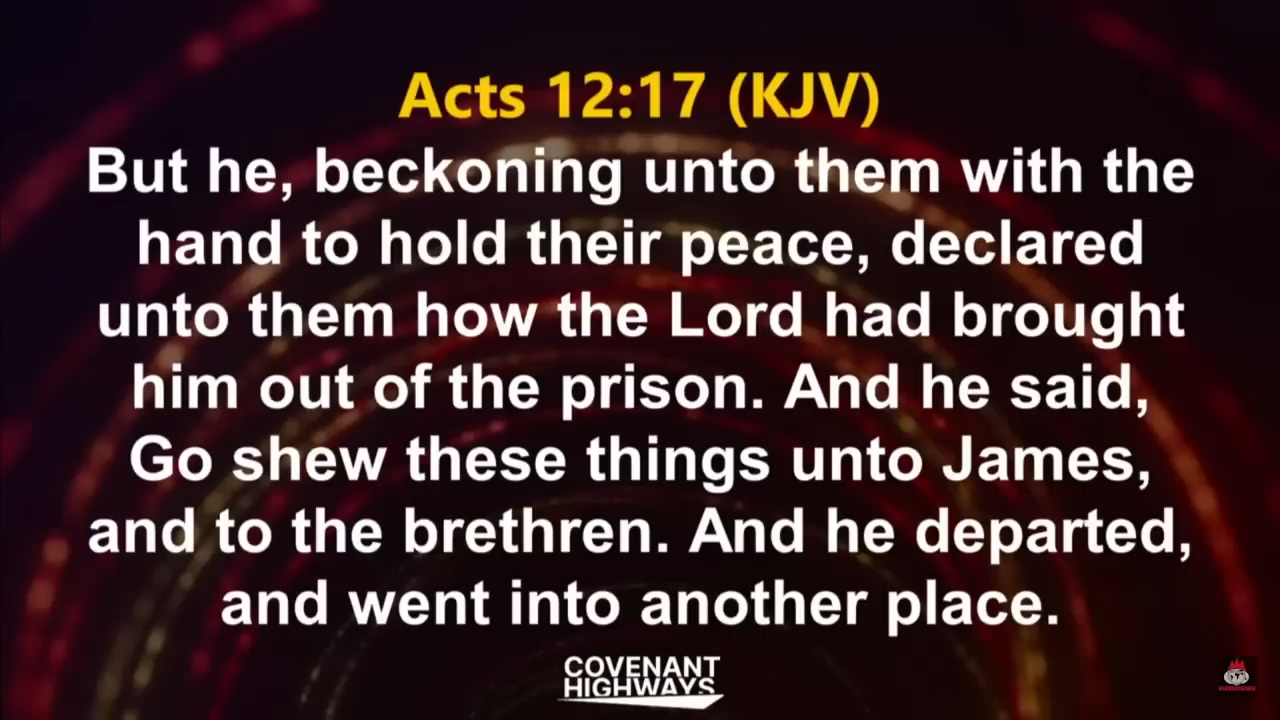 Acts 12:17 (KJV)
But he, beckoning unto them with the
hand to hold their peace, declared
unto them how the Lord had brought
him out of the prison. And he said,
Go shew these things unto James,
and to the brethren. And he departed,
and went into another place.
COVENANT
HIGHWAYS